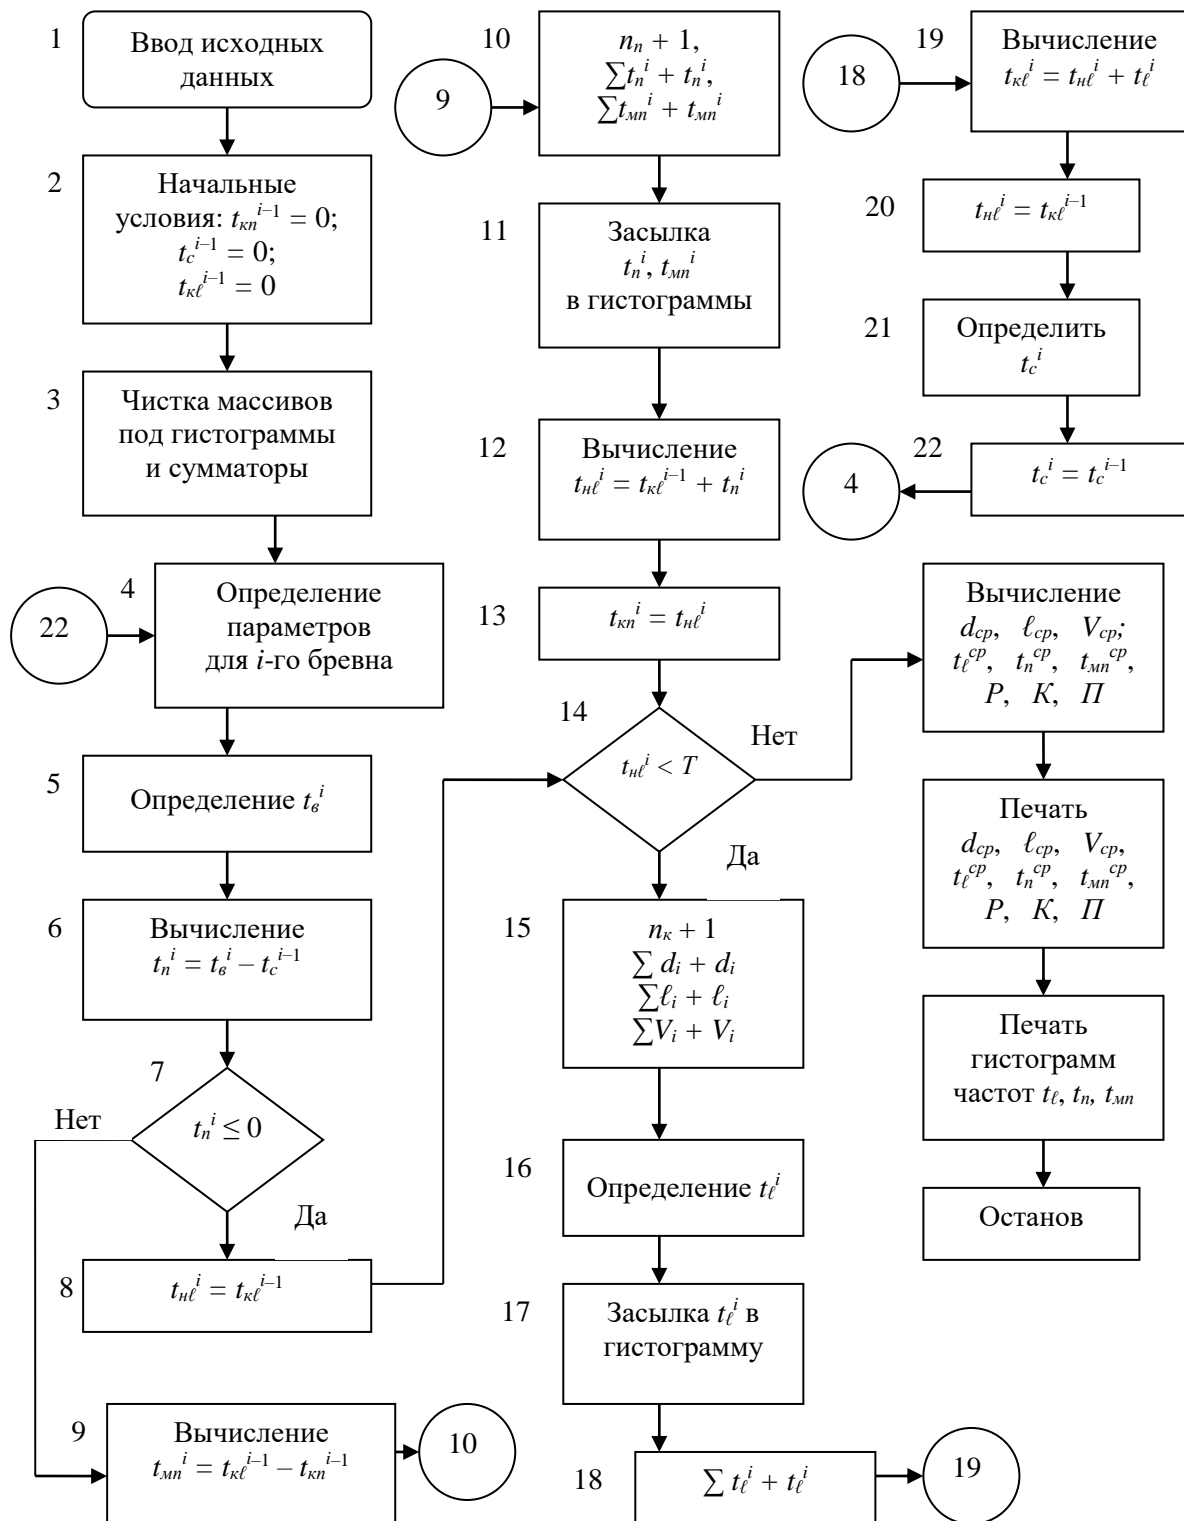 1
Ввод исходных
данных
2
Начальные
условия: tкп^i–1 = 0;
tс^i–1 = 0;
tкℓ^i–1 = 0
3
Чистка массивов
под гистограммы
и сумматоры
22
4
Определение
параметров
для i-го бревна
5
Определение tв^i
6
Вычисление
tп^i = tв^i – tс^i–1
7
Нет
tп^i ≤ 0
Да
8
tнℓ^i = tкℓ^i–1
9
Вычисление
tмп^i = tкℓ^i–1 – tкп^i–1
10
10
9
nп + 1,
∑tп^i + tп^i,
∑tмп^i + tмп^i
11
Засылка
tп^i, tмп^i
в гистограммы
12
Вычисление
tнℓ^i = tкℓ^i–1 + tп^i
13
tкп^i = tнℓ^i
14
tнℓ^i < T
Нет
Да
15
nк + 1
∑ di + di
∑ℓi + ℓi
∑Vi + Vi
16
Определение tℓ^i
17
Засылка tℓ^i в
гистограмму
18
∑ tℓ^i + tℓ^i
19
18
19
Вычисление
tкℓ^i = tнℓ^i + tℓ^i
20
tнℓ^i = tкℓ^i–1
21
Определить
tс^i
22
4
tс^i = tс^i–1
Вычисление
dср, ℓср, Vср;
tℓ^ср, tп^ср, tмп^ср,
Р, К, П
Печать
dср, ℓср, Vср,
tℓ^ср, tп^ср, tмп^ср,
Р, К, П
Печать
гистограмм
частот tℓ, tп, tмп
Останов